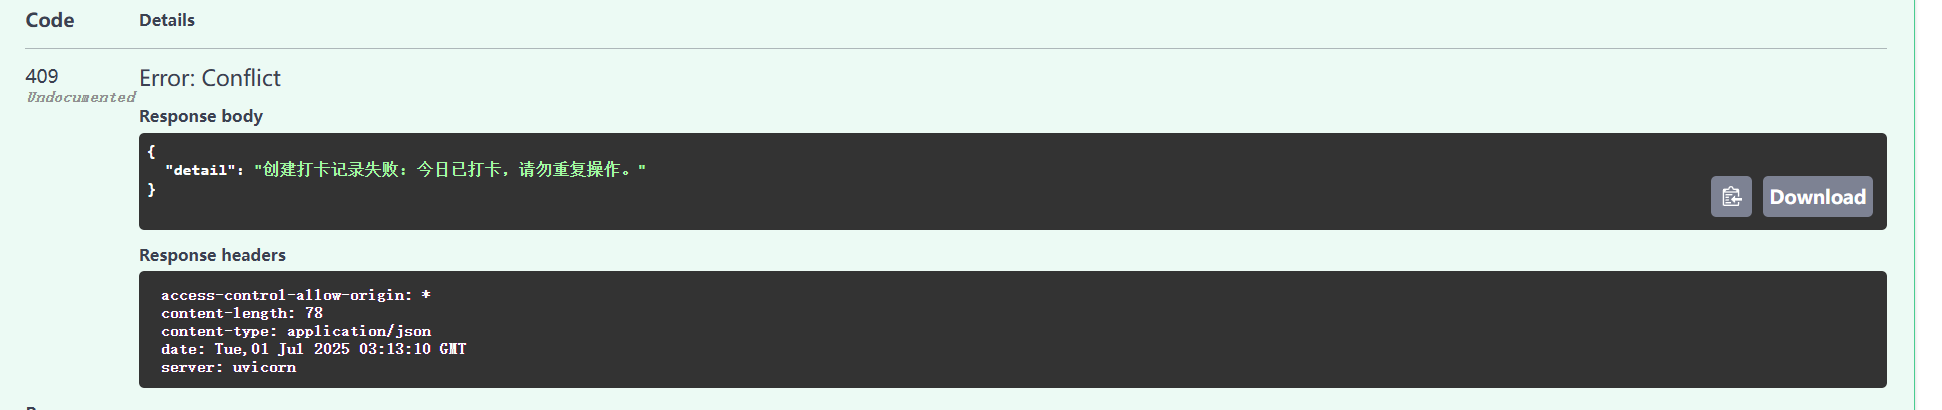 Code Details
409 Error: Conflict
Undocumented
Response body
{
"detail": "创建打卡记录失败：今日已打卡，请勿重复操作。"
}
Download
Response headers
access-control-allow-origin: *
content-length: 78
content-type: application/json
date: Tue,01 Jul 2025 03:13:10 GMT
server: uvicorn